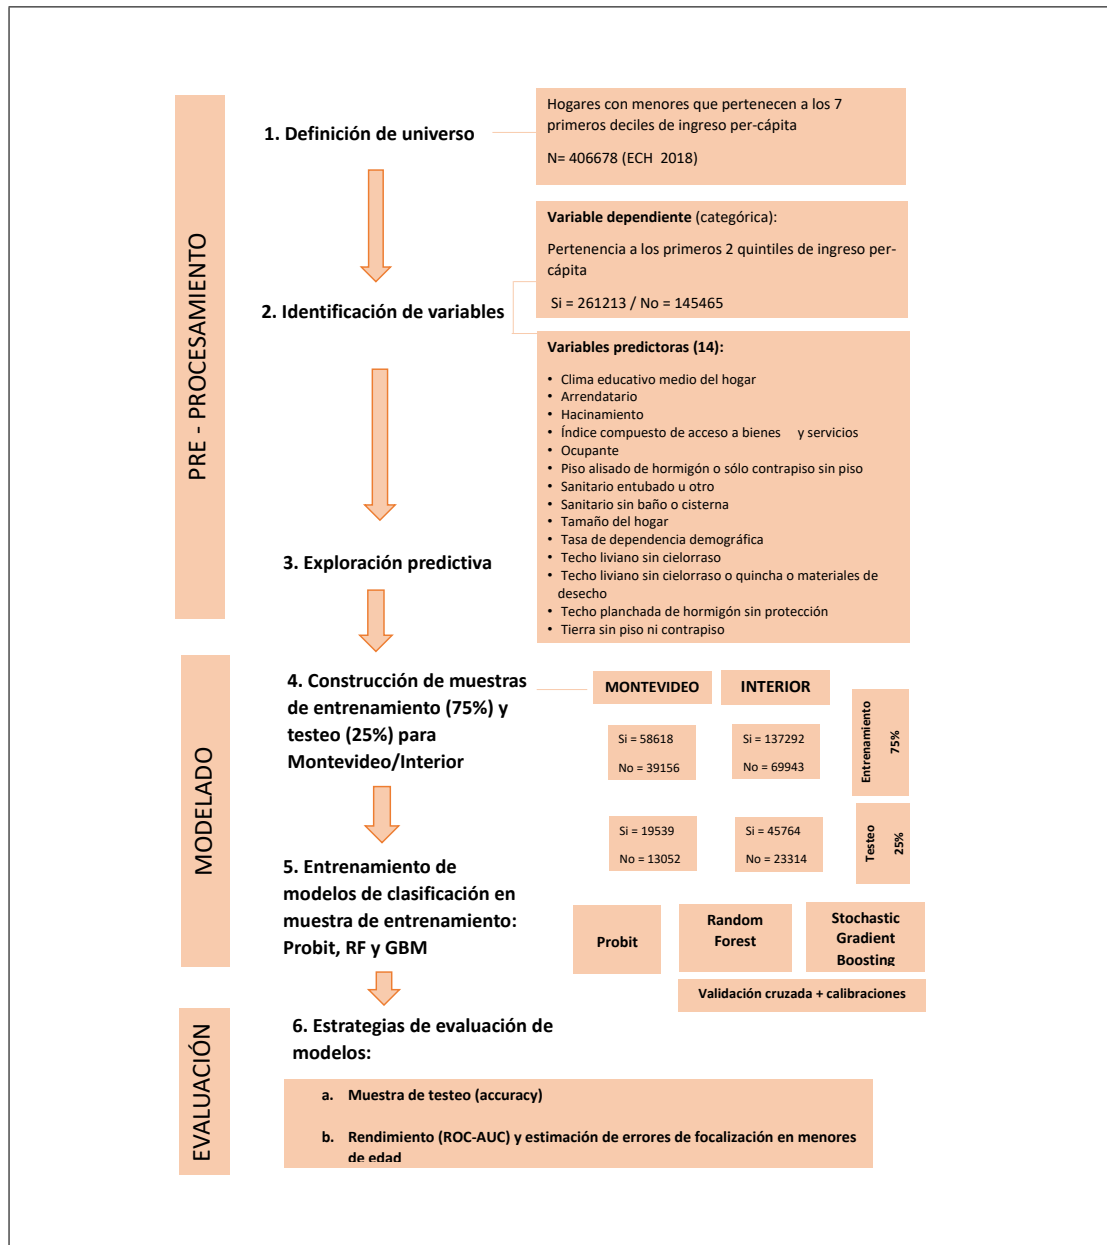 PRE - PROCESAMIENTO
1. Definición de universo
Hogares con menores que pertenecen a los 7
primeros deciles de ingreso per-cápita
N= 406678 (ECH 2018)
2. Identificación de variables
Variable dependiente (categórica):
Pertenencia a los primeros 2 quintiles de ingreso per-
cápita
Si = 261213 / No = 145465
Variables predictoras (14):
• Clima educativo medio del hogar
• Arrendatario
• Hacinamiento
• Índice compuesto de acceso a bienes y servicios
• Ocupante
• Piso alisado de hormigón o sólo contrapiso sin piso
• Sanitario entubado u otro
• Sanitario sin baño o cisterna
• Tamaño del hogar
• Tasa de dependencia demográfica
• Techo liviano sin cielorraso
• Techo liviano sin cielorraso o quincha o materiales de
desecho
• Techo planchada de hormigón sin protección
• Tierra sin piso ni contrapiso
3. Exploración predictiva
MODELADO
4. Construcción de muestras
de entrenamiento (75%) y
testeo (25%) para
Montevideo/Interior
MONTEVIDEO
INTERIOR
Si = 58618
No = 39156
Si = 137292
No = 69943
Entrenamiento
75%
Si = 19539
No = 13052
Si = 45764
No = 23314
Testeo
25%
5. Entrenamiento de
modelos de clasificación en
muestra de entrenamiento:
Probit, RF y GBM
Probit
Random
Forest
Stochastic
Gradient
Boosting
Validación cruzada + calibraciones
EVALUACIÓN
6. Estrategias de evaluación de
modelos:
a. Muestra de testeo (accuracy)
b. Rendimiento (ROC-AUC) y estimación de errores de focalización en menores
de edad